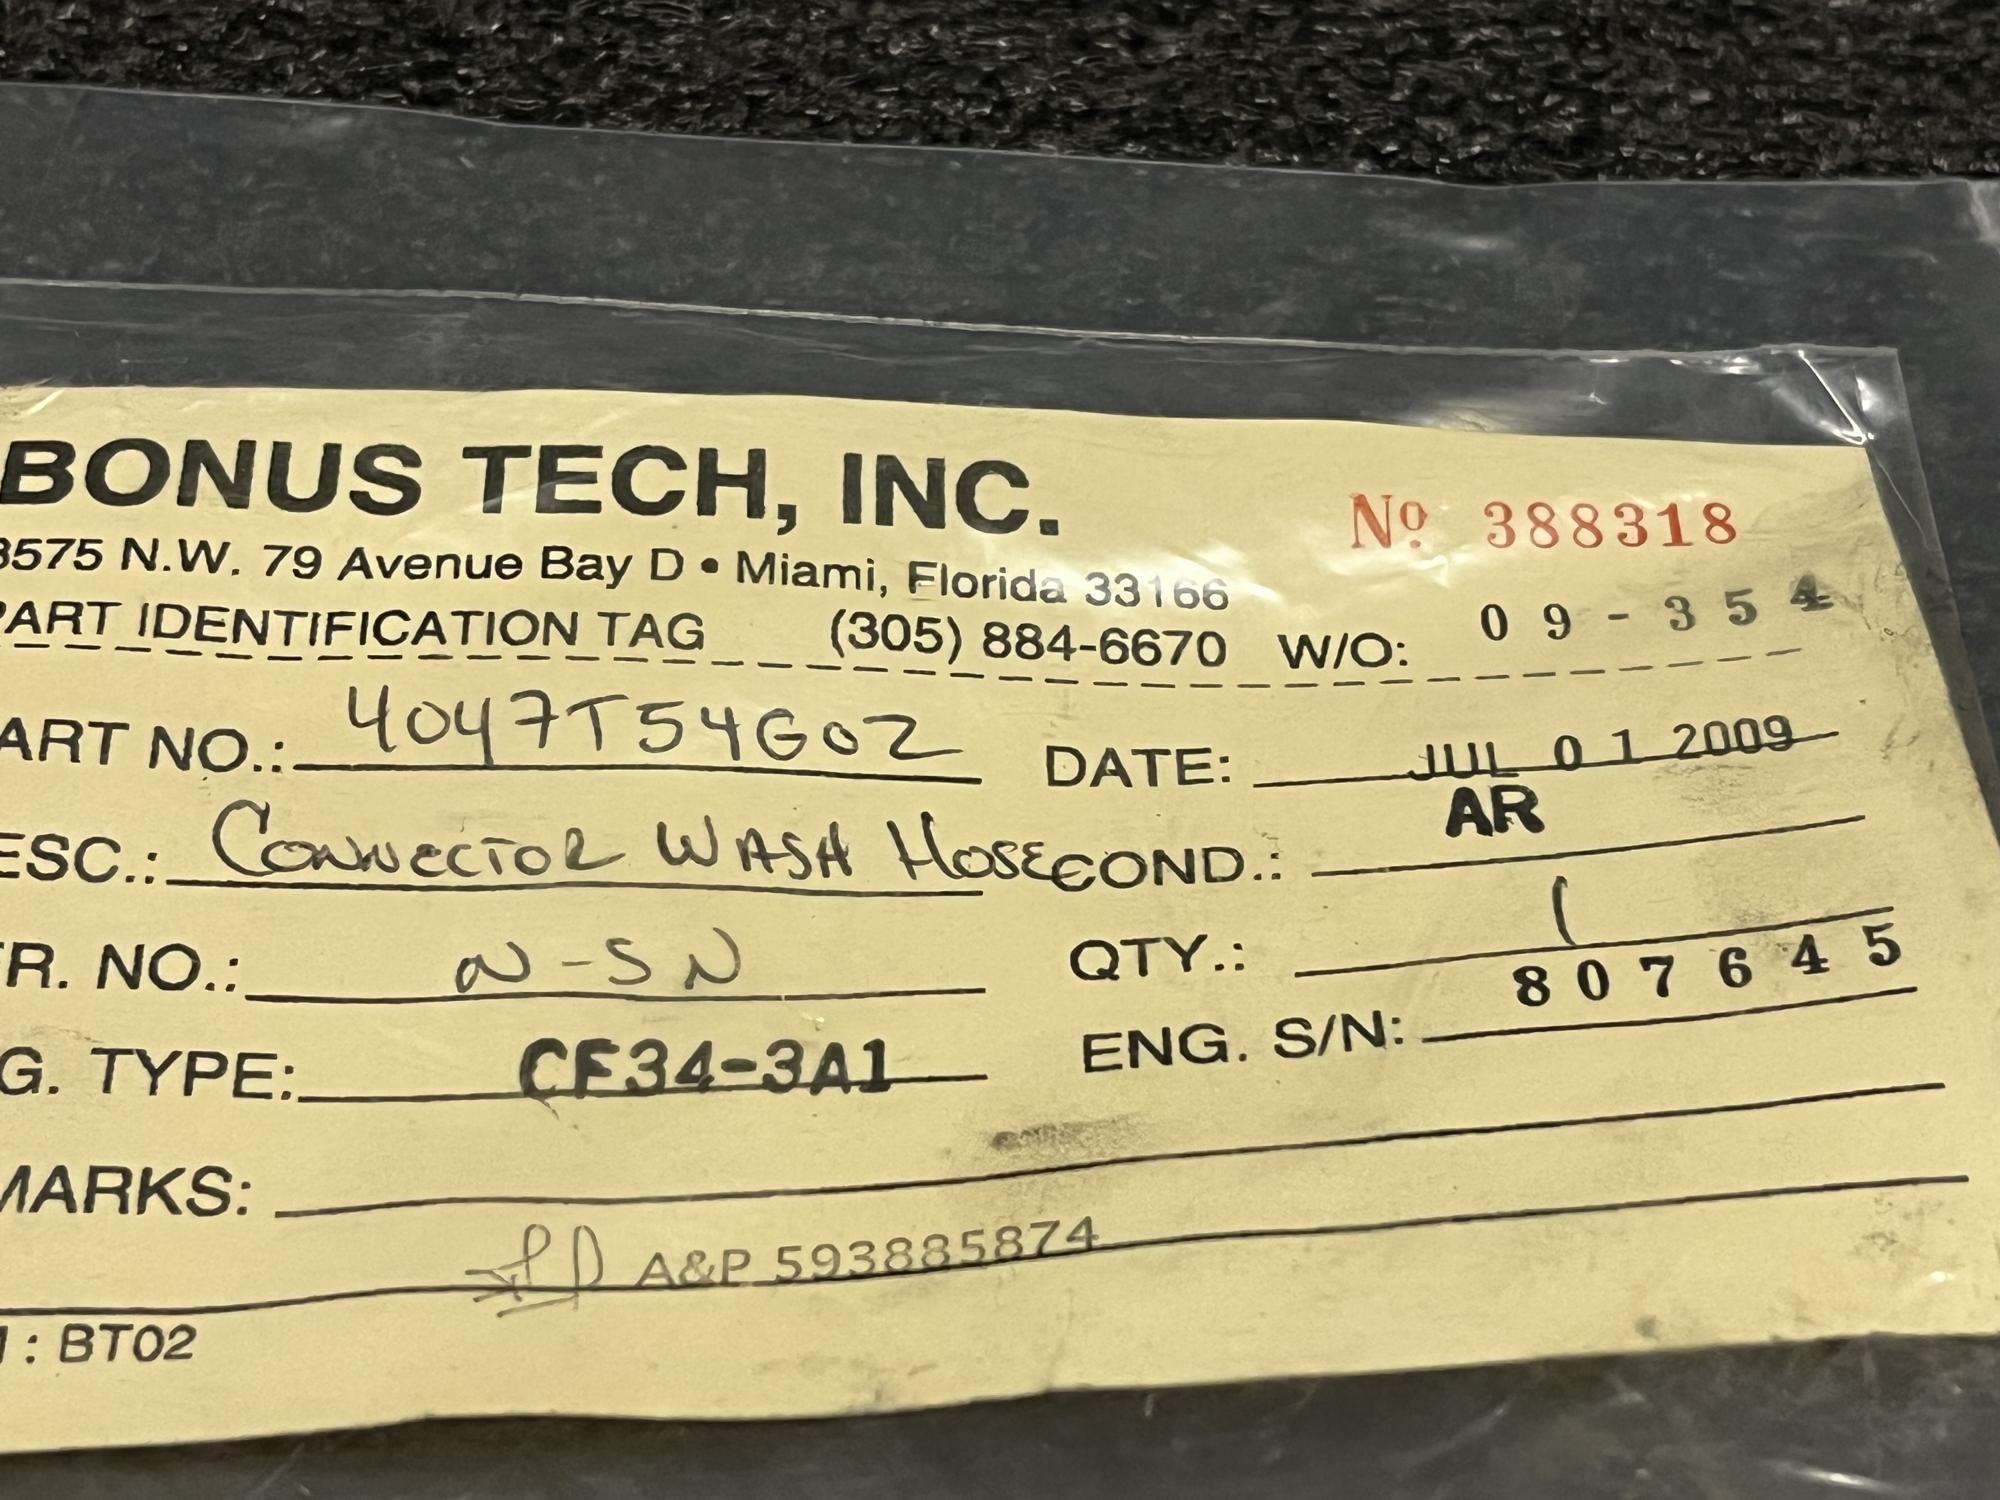 BONUS TECH, INC.
Nº 388318
3575 N.W. 79 Avenue Bay D • Miami, Florida 33166
PART IDENTIFICATION TAG (305) 884-6670 W/O: 09-354
ART NO.: 4047T54G02 DATE: JUL 01 2009
ESC.: CONNECTOR WASH HOSE COND.: AR
R. NO.: N-SN QTY.: 1
G. TYPE: CF34-3A1 ENG. S/N: 807645
MARKS:
A&P 593885874
: BT02